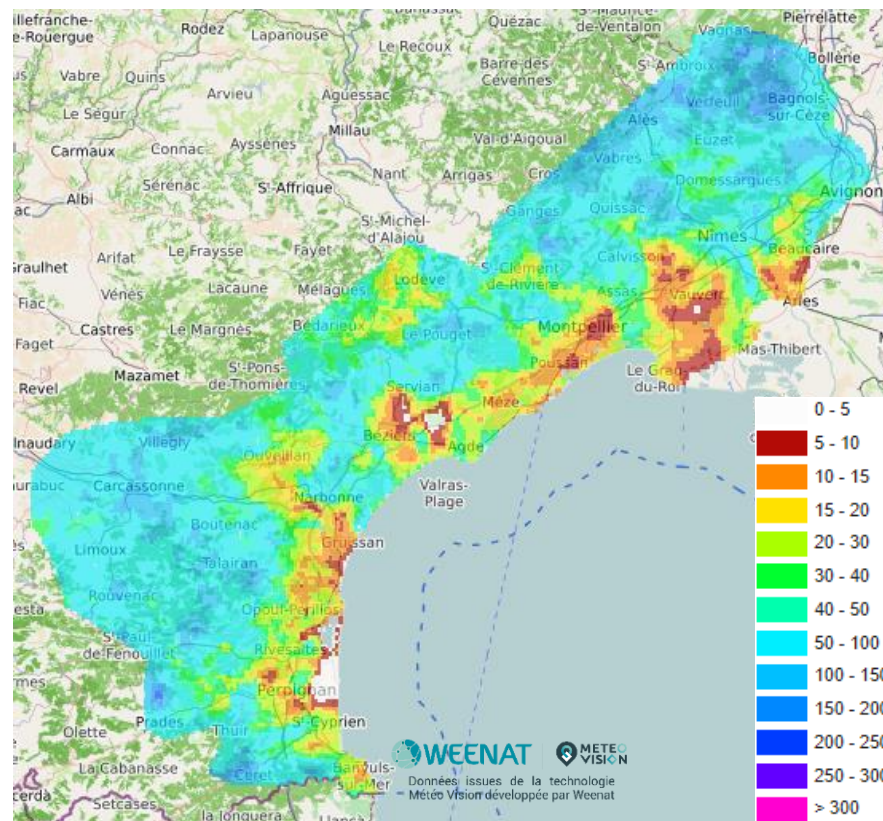 Rodez
Lapanouse
Quézac
de-Ventalon
Vagnas
Pierrelatte
e-Rouergue
Le Recoux
Barre-des-
Cévennes
St-Ambroix
Bollène
Vabre
Quins
Arvieu
Aguessac
Verfeuil
Bagnols-
sur-Cèze
Le Ségur
Millau
Alès
Carmaux
Connac
Ayssènes
Val-d'Aigoul
Euzet
Vabres
Sérenac
St-Affrique
Nant
Arrigas
Cros
Domessargues
Avignon
Albi
St-Michel-
d'Alajou
Ganges
Quissac
Nîmes
Graulhet
Arifat
Le Fraysse
Fayet
Calvisson
Beaucaire
Lacaune
Mélagues
Lodève
St-Clément-
de-Rivière
Assas
Vauvert
Arles
Fiac
Vénès
Castres
Le Margnès
Bédarieux
Le Pouget
Montpellier
Faget
St-Pons-
de-Thomières
Poussan
Le Grau-
du-Roi
Mas-Thibert
Revel
Mazamet
Servian
Mèze
Villegly
Ouveillan
Béziers
Agde
Carcassonne
Narbonne
Valras-
Plage
Boutenac
Gruissan
Limoux
Talairan
Rouvenac
Opoul-Périllos
St-Paul-
de-Fenouillet
Rivesaltes
Perpignan
Prades
St-Cyprien
Olette
Thuir
La Cabanasse
Céret
Banyuls-
sur-Mer
Setcases
la Jonquera
WEENAT
METEO
VISION
Données issues de la technologie
Météo Vision développée par Weenat
0 - 5
5 - 10
10 - 15
15 - 20
20 - 30
30 - 40
40 - 50
50 - 100
100 - 150
150 - 200
200 - 250
250 - 300
> 300